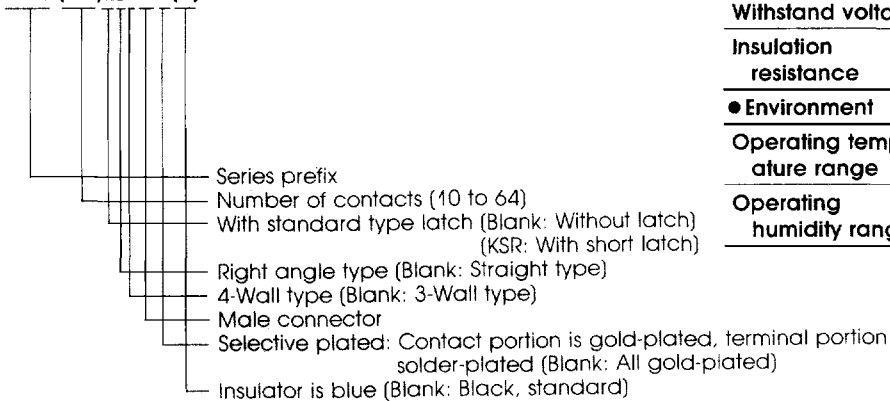 Withstand
Insulation
resistance
● Environment
Operating
ature range
Operating
humidity
Series prefix
Number of contacts (10 to 64)
With standard type latch (Blank: Without latch)
(KSR: With short latch)
Right angle type (Blank: Straight type)
4-Wall type (Blank: 3-Wall type)
Male connector
Selective plated: Contact portion is gold-plated, terminal portion
solder-plated (Blank: All gold-plated)
Insulator is blue (Blank: Black, standard)